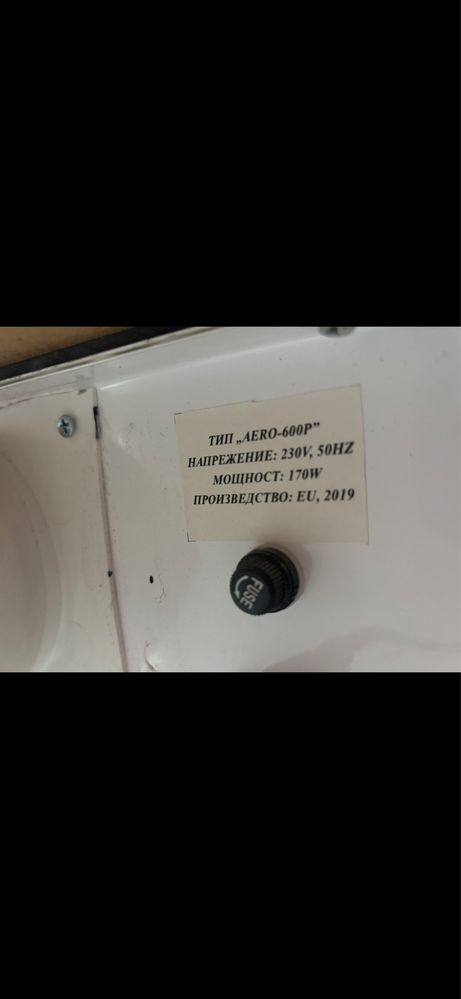 ТИП „AERO-600P”
НАПРЕЖЕНИЕ: 230V, 50HZ
МОЩНОСТ: 170W
ПРОИЗВЕДСТВО: EU, 2019
FUSE